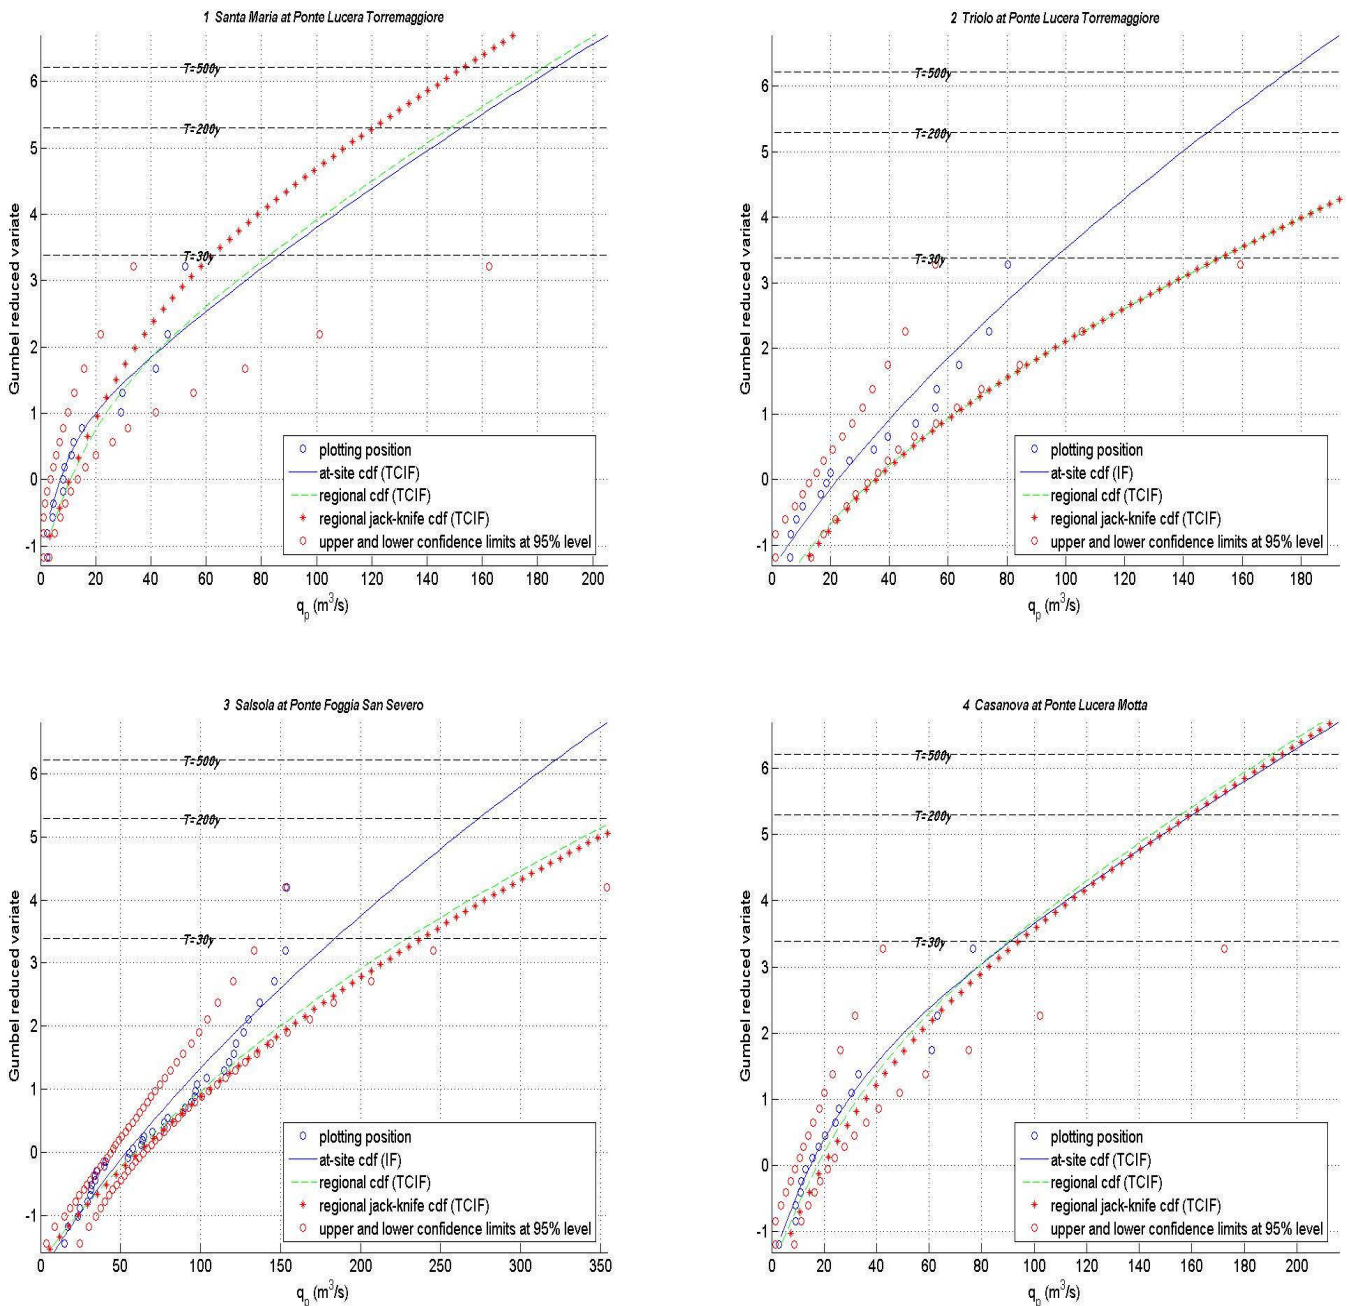 1 Santa Maria at Ponte Lucera Torremaggiore
Gumbel reduced variate
6
5
4
3
2
1
0
-1
T=500y
T=200y
T=30y
plotting position
at-site cdf (TCIF)
regional cdf (TCIF)
regional jack-knife cdf (TCIF)
upper and lower confidence limits at 95% level
0 20 40 60 80 100 120 140 160 180 200
qp (m3/s)
2 Triolo at Ponte Lucera Torremaggiore
Gumbel reduced variate
6
5
4
3
2
1
0
-1
T=500y
T=200y
T=30y
plotting position
at-site cdf (IF)
regional cdf (TCIF)
regional jack-knife cdf (TCIF)
upper and lower confidence limits at 95% level
0 20 40 60 80 100 120 140 160 180
qp (m3/s)
3 Salsola at Ponte Foggia San Severo
Gumbel reduced variate
6
5
4
3
2
1
0
-1
T=500y
T=200y
T=30y
plotting position
at-site cdf (IF)
regional cdf (TCIF)
regional jack-knife cdf (TCIF)
upper and lower confidence limits at 95% level
0 50 100 150 200 250 300 350
qp (m3/s)
4 Casanova at Ponte Lucera Motta
Gumbel reduced variate
6
5
4
3
2
1
0
-1
T=500y
T=200y
T=30y
plotting position
at-site cdf (TCIF)
regional cdf (TCIF)
regional jack-knife cdf (TCIF)
upper and lower confidence limits at 95% level
0 20 40 60 80 100 120 140 160 180 200
qp (m3/s)